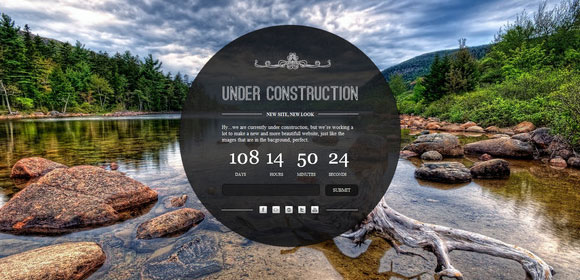 UNDER CONSTRUCTION
NEW SITE, NEW LOOK
Hy...we are currently under construction, but we're working a
lot to make a new and more beautiful website, just like the
images that are in the bacground, perfect.
108 14 50 24
DAYS HOURS MINUTES SECONDS
SUBMIT